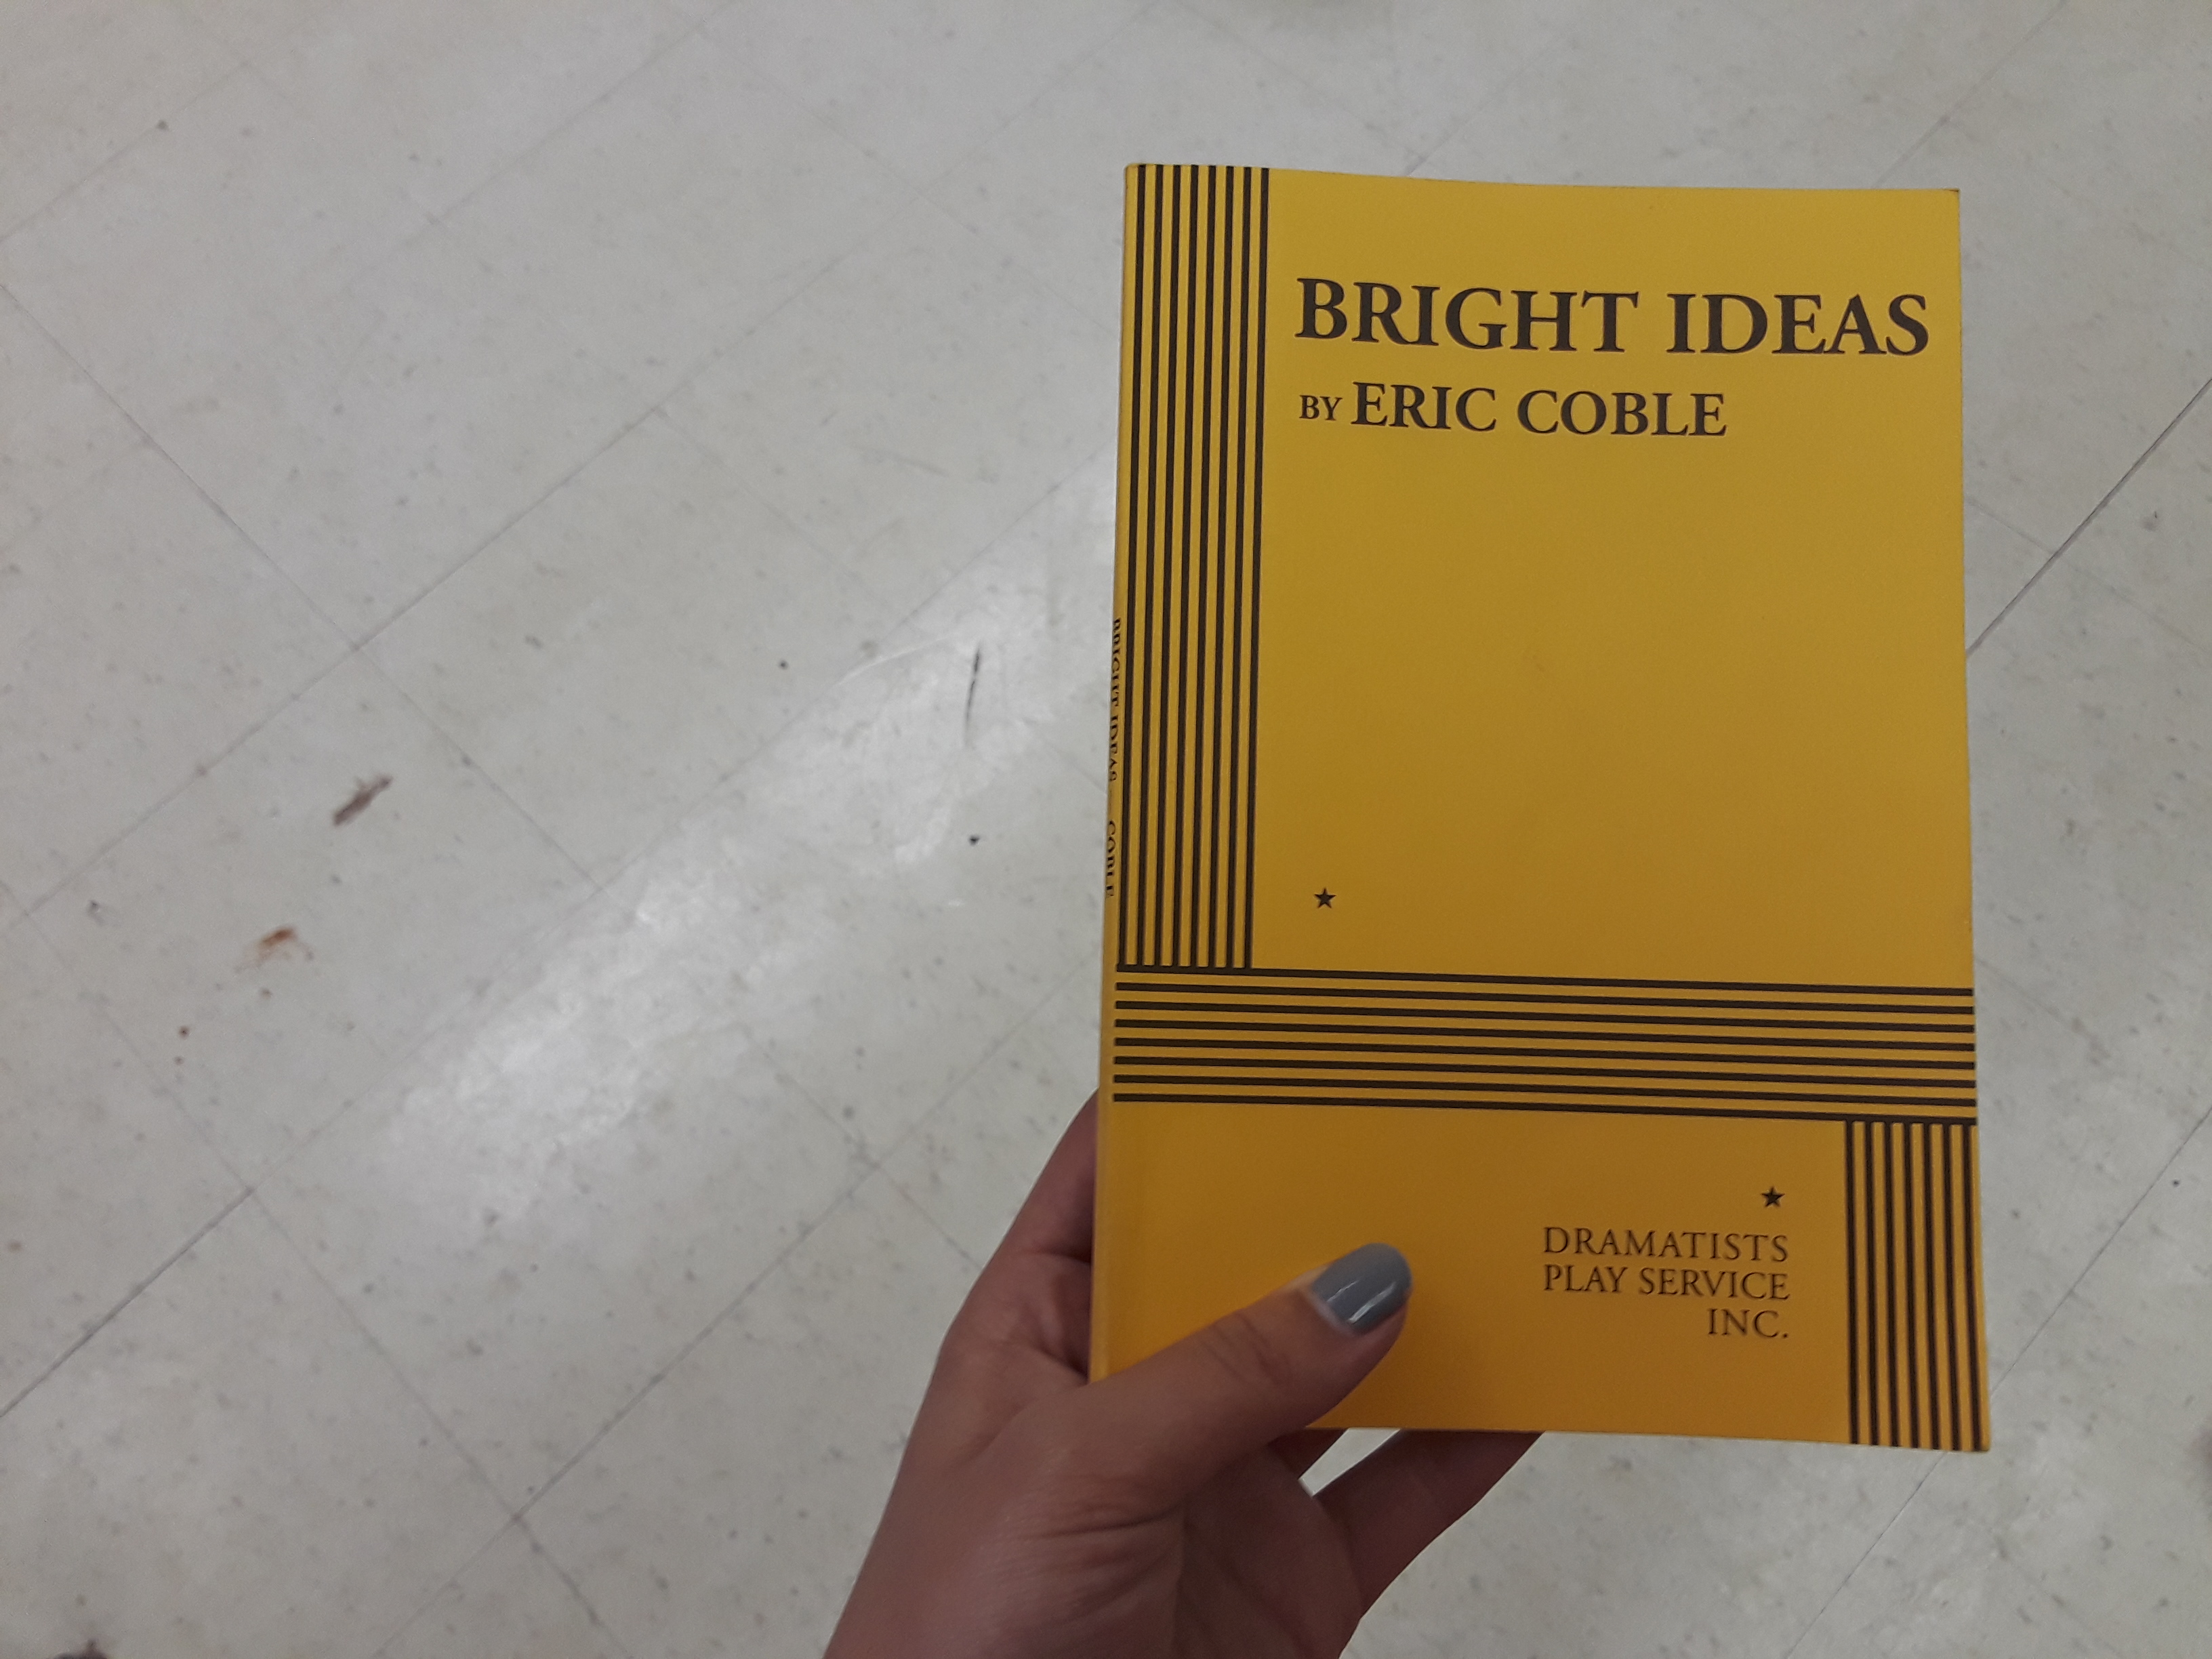 BRIGHT IDEAS
BY ERIC COBLE
BRIGHT IDEAS COBLE
DRAMATISTS
PLAY SERVICE
INC.